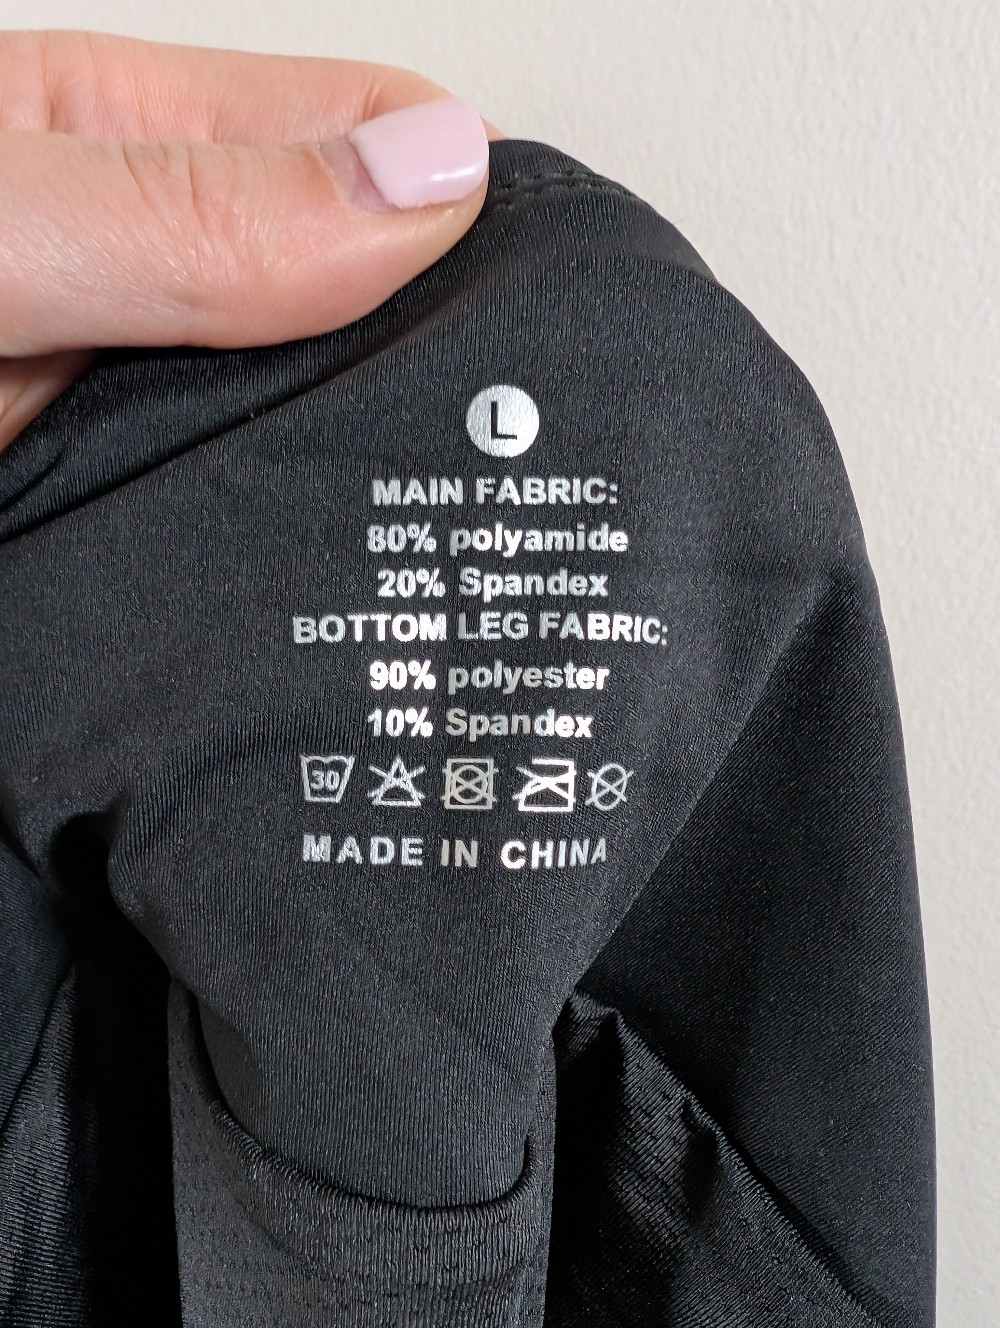 L
MAIN FABRIC:
80% polyamide
20% Spandex
BOTTOM LEG FABRIC:
90% polyester
10% Spandex
30
MADE IN CHINA